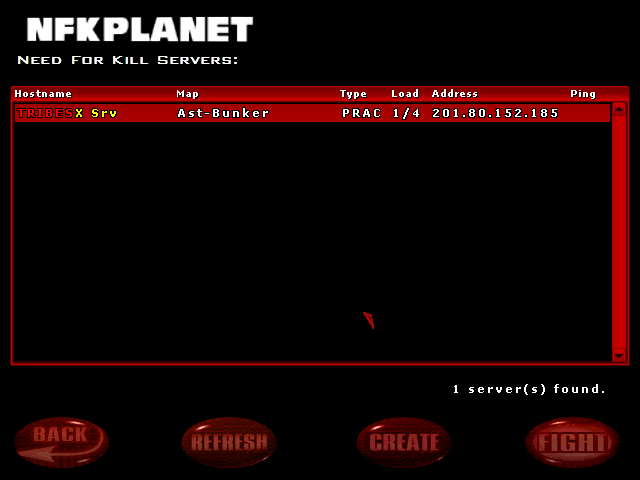 NFKPLANET
NEED FOR KILL SERVERS:
Hostname Map Type Load Address Ping
TRIBESX Srv Ast-Bunker PRAC 1/4 201.80.152.185
1 server(s) found.
BACK REFRESH CREATE FIGHT